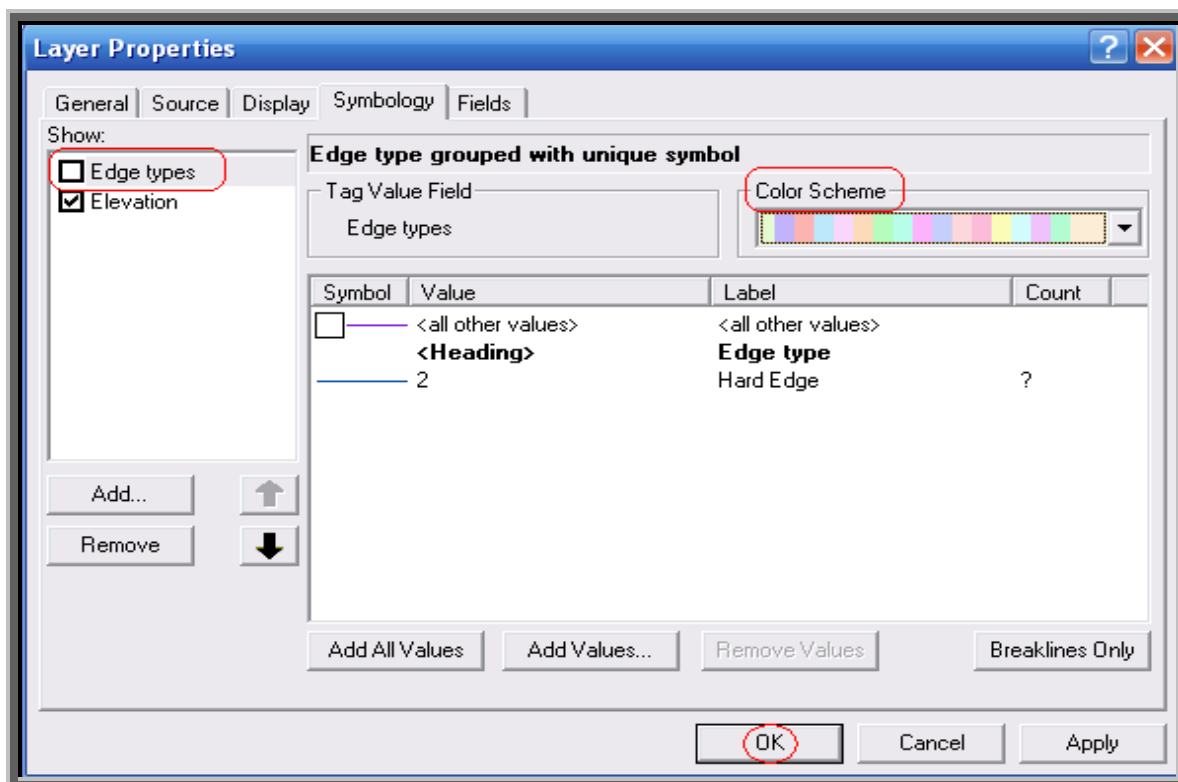 Layer Properties
General Source Display Symbology Fields
Show:
Edge types
Elevation
Edge type grouped with unique symbol
Tag Value Field
Edge types
Color Scheme
Symbol Value Label Count
<all other values> <all other values>
<Heading> Edge type
2 Hard Edge ?
Add...
Remove
Add All Values Add Values... Remove Values Breaklines Only
OK Cancel Apply